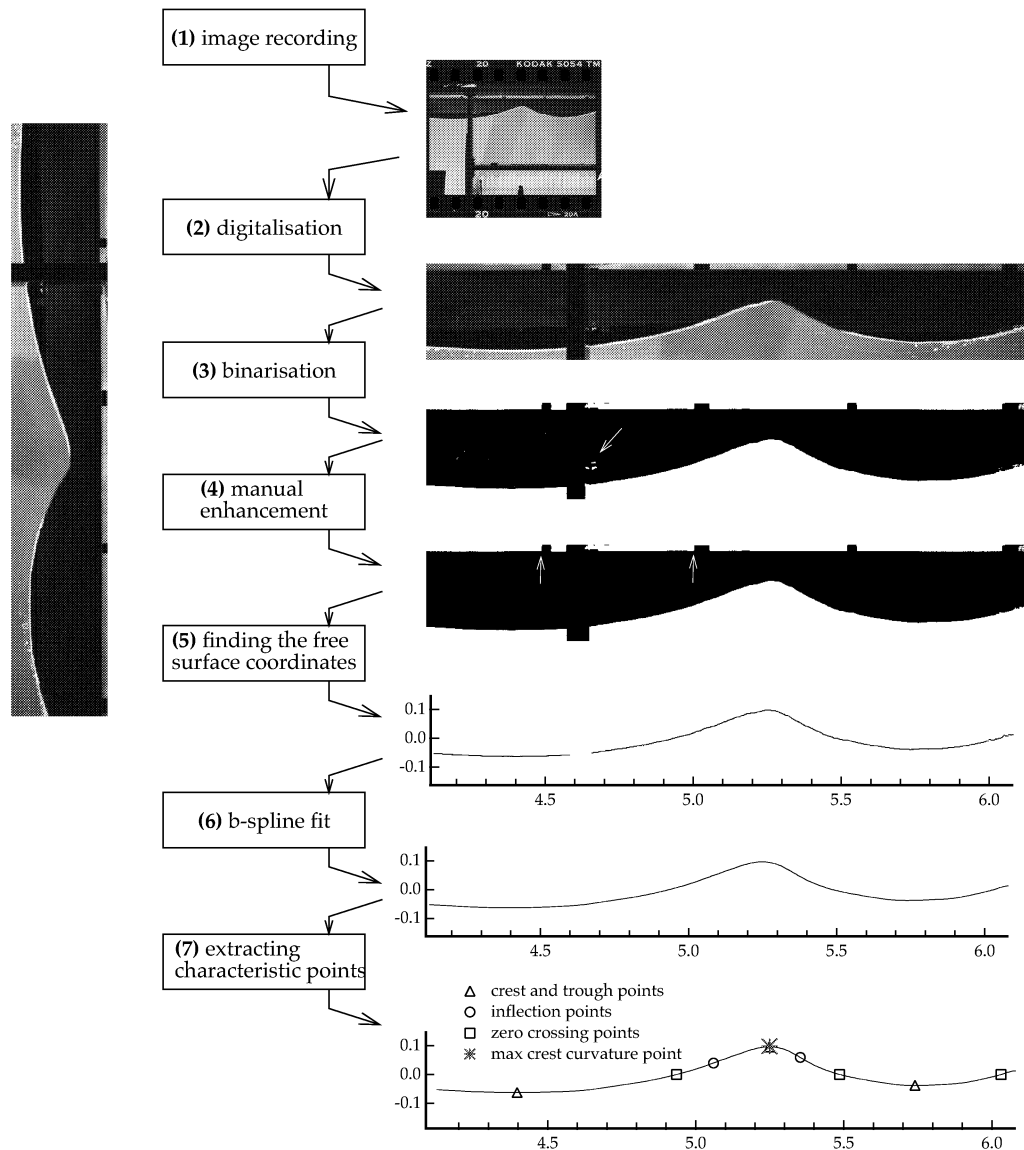 (1) image recording
Z 20 KODAK 5054 TM
20 20A
(2) digitalisation
(3) binarisation
(4) manual
enhancement
(5) finding the free
surface coordinates
0.1
0.0
-0.1
4.5 5.0 5.5 6.0
(6) b-spline fit
0.1
0.0
-0.1
4.5 5.0 5.5 6.0
(7) extracting
characteristic points
crest and trough points
inflection points
zero crossing points
max crest curvature point
0.1
0.0
-0.1
4.5 5.0 5.5 6.0